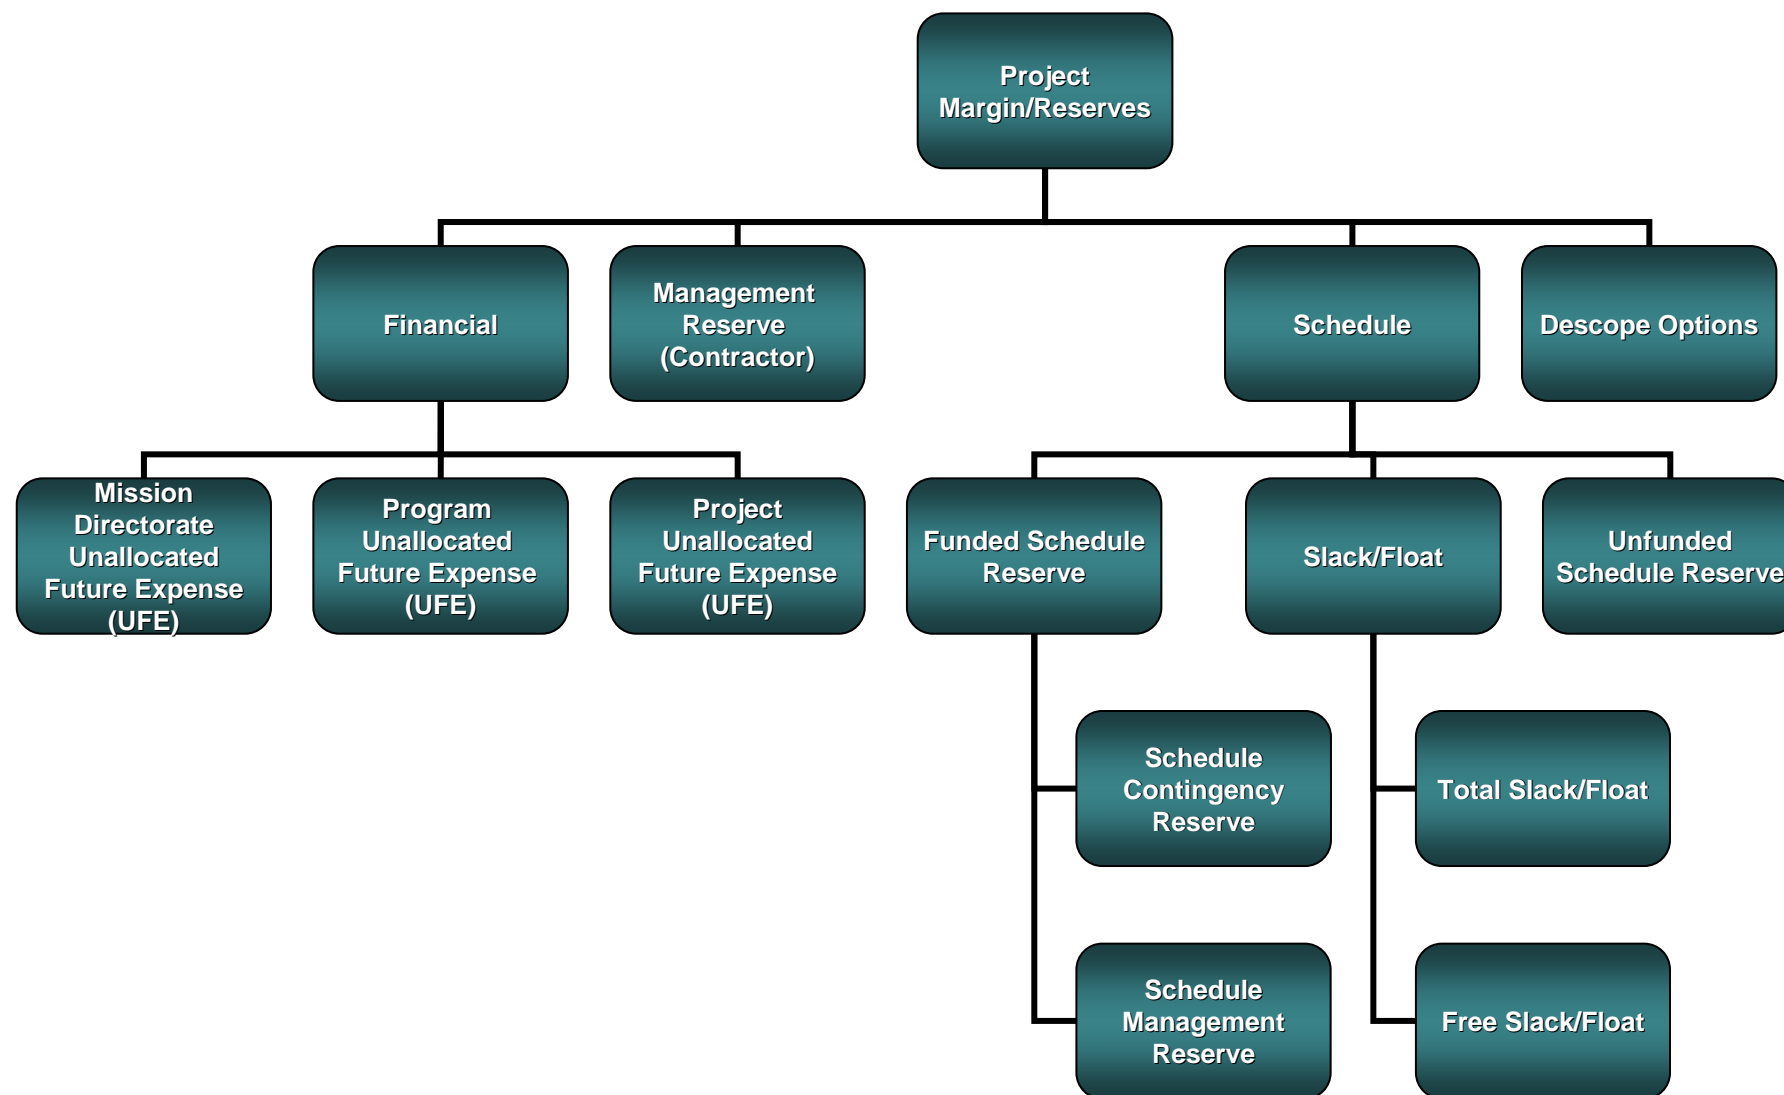 Project
Margin/Reserves
Financial
Management
Reserve
(Contractor)
Schedule
Descope Options
Mission
Directorate
Unallocated
Future Expense
(UFE)
Program
Unallocated
Future Expense
(UFE)
Project
Unallocated
Future Expense
(UFE)
Funded Schedule
Reserve
Slack/Float
Unfunded
Schedule Reserve
Schedule
Contingency
Reserve
Total Slack/Float
Schedule
Management
Reserve
Free Slack/Float